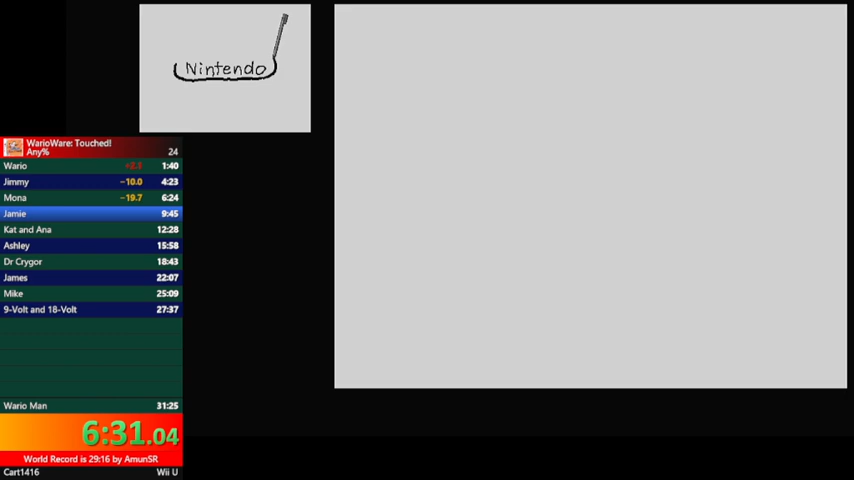 Nintendo
WarioWare: Touched!
Any% 24
Wario +2.5 1:40
Jimmy −10.0 4:23
Mona −19.7 6:24
Jamie 9:45
Kat and Ana 12:28
Ashley 15:58
Dr Crygor 18:43
James 22:07
Mike 25:09
9-Volt and 18-Volt 27:37
Wario Man 31:25
6:31.04
World Record is 29:16 by AmunSR
Cart1416 Wii U